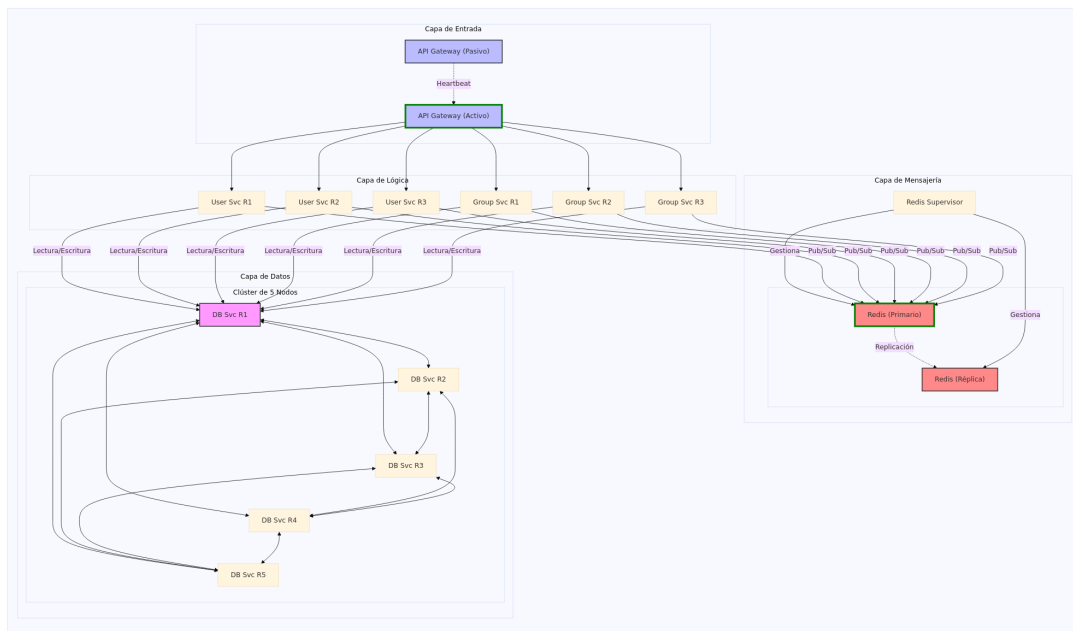 Capa de Entrada
API Gateway (Pasivo)
Heartbeat
API Gateway (Activo)
Capa de Lógica
User Svc R1
User Svc R2
User Svc R3
Group Svc R1
Group Svc R2
Group Svc R3
Capa de Mensajería
Redis Supervisor
Lectura/Escritura
Lectura/Escritura
Lectura/Escritura
Lectura/Escritura
Lectura/Escritura
Lectura/Escritura
Gestiona
Pub/Sub
Pub/Sub
Pub/Sub
Pub/Sub
Pub/Sub
Pub/Sub
Capa de Datos
Clúster de 5 Nodos
DB Svc R1
Redis (Primario)
Gestiona
Replicación
DB Svc R2
Redis (Réplica)
DB Svc R3
DB Svc R4
DB Svc R5